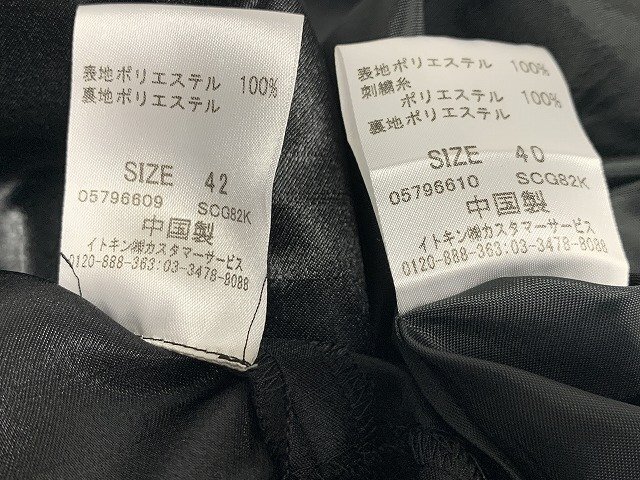 表地ポリエステル 100%
裏地ポリエステル
SIZE 42
05796609 SCG82K
中国製
イトキン㈱カスタマーサービス
0120-888-363:03-3478-8088
表地ポリエステル 100%
刺繍糸
ポリエステル 100%
裏地ポリエステル
SIZE 40
05796610 SCG82K
中国製
イトキン㈱カスタマーサービス
0120-888-363:03-3478-8088